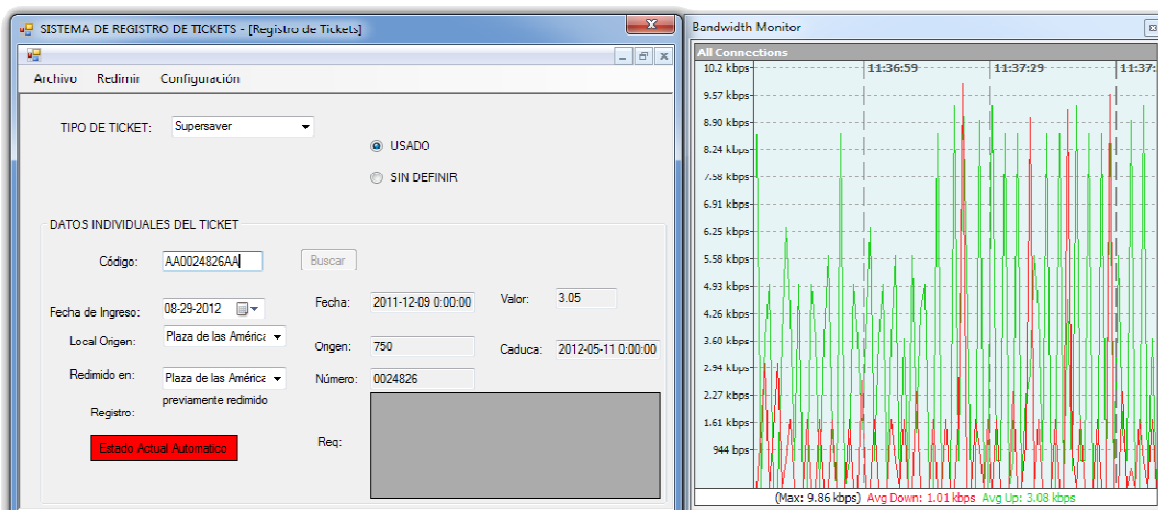 SISTEMA DE REGISTRO DE TICKETS - [Registro de Tickets]
Archivo Redimir Configuración
TIPO DE TICKET: Supersaver
USADO
SIN DEFINIR
DATOS INDIVIDUALES DEL TICKET
Código: AA0024826AA Buscar
Fecha de Ingreso: 08-29-2012 Fecha: 2011-12-09 0:00:00 Valor: 3.05
Local Origen: Plaza de las América Origen: 750 Caduca: 2012-05-11 0:00:00
Redimido en: Plaza de las América Número: 0024826
Registro: previamente redimido
Estado Actual Automatico Req:
Bandwidth Monitor
All Connections
10.2 kbps 11:36:59 11:37:29 11:37:
9.57 kbps
8.90 kbps
8.24 kbps
7.58 kbps
6.91 kbps
6.25 kbps
5.58 kbps
4.93 kbps
4.26 kbps
3.60 kbps
2.94 kbps
2.27 kbps
1.61 kbps
944 bps
(Max: 9.86 kbps) Avg Down: 1.01 kbps Avg Up: 3.08 kbps